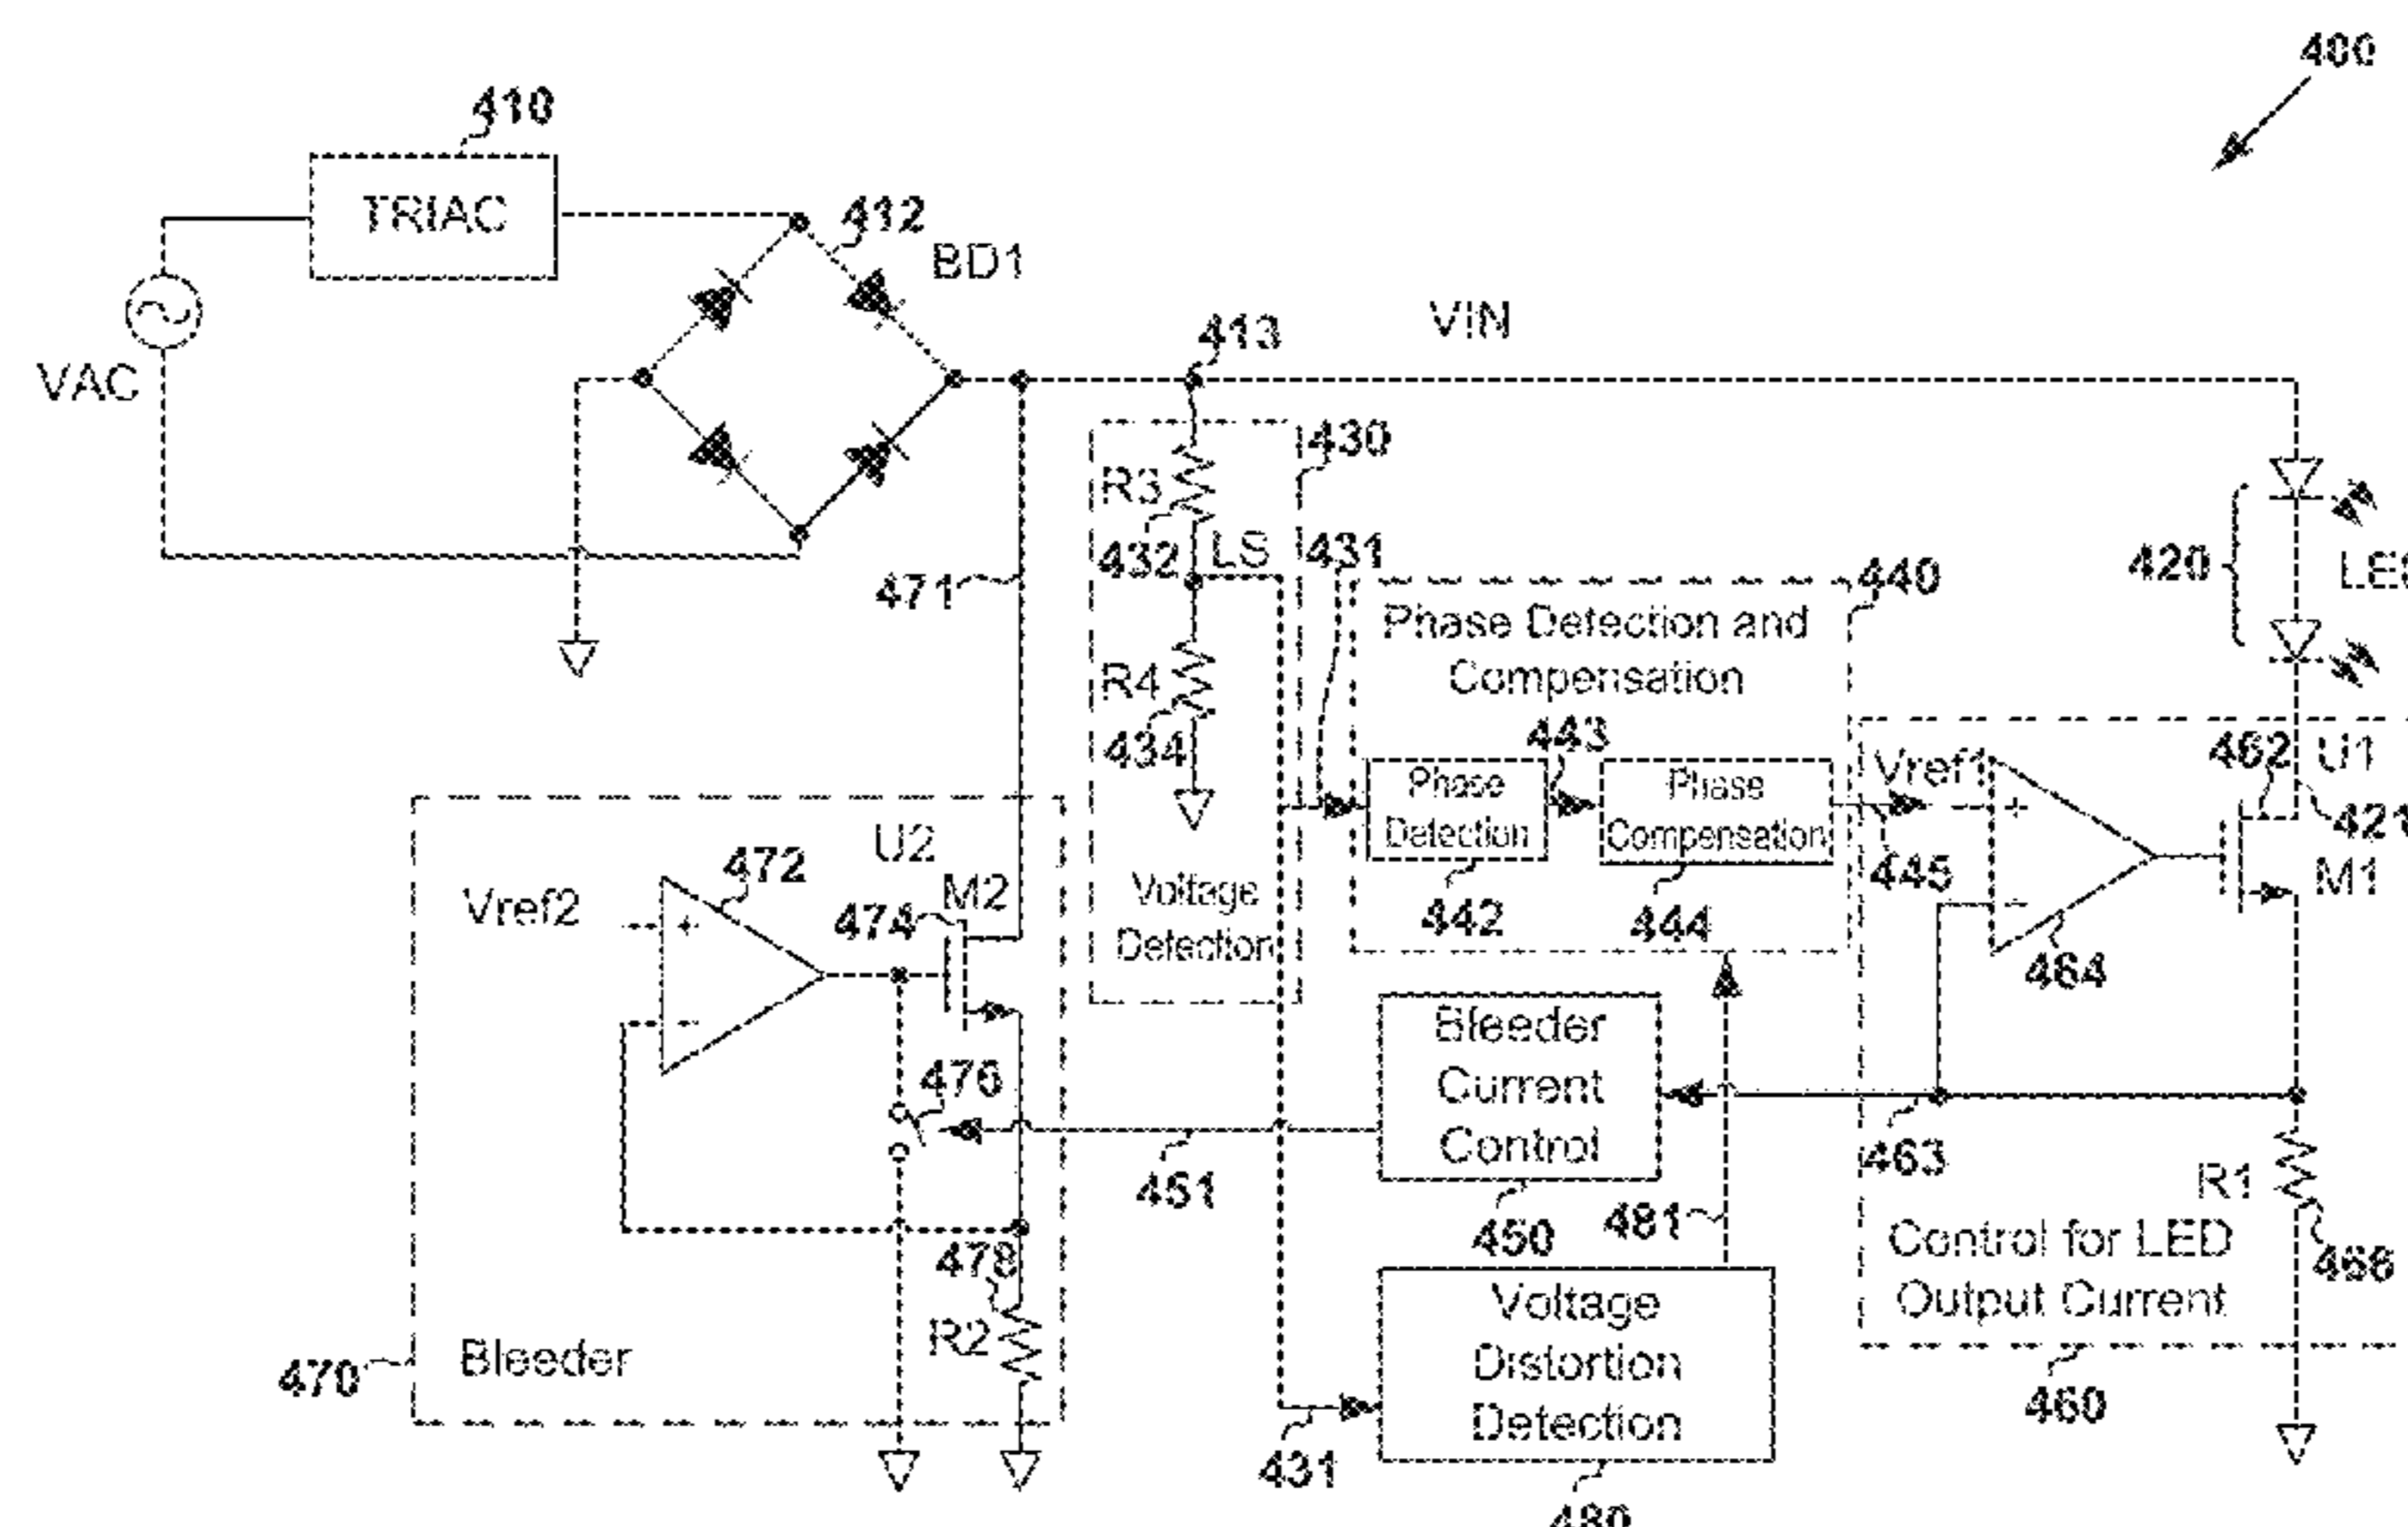 400
410
TRIAC
412
BD1
VAC
413
VIN
430
R3
432
LS
431
471
440
420
Phase Detection and
Compensation
R4
434
443
462
U1
Phase
Detection
Phase
Compensation
Vref1
421
445
M1
442
444
464
U2
472
Vref2
M2
474
Voltage
Detection
Bleeder
Current
Control
476
451
450
481
463
R1
Control for LED
Output Current
460
478
R2
Bleeder
470
Voltage
Distortion
Detection
431
480